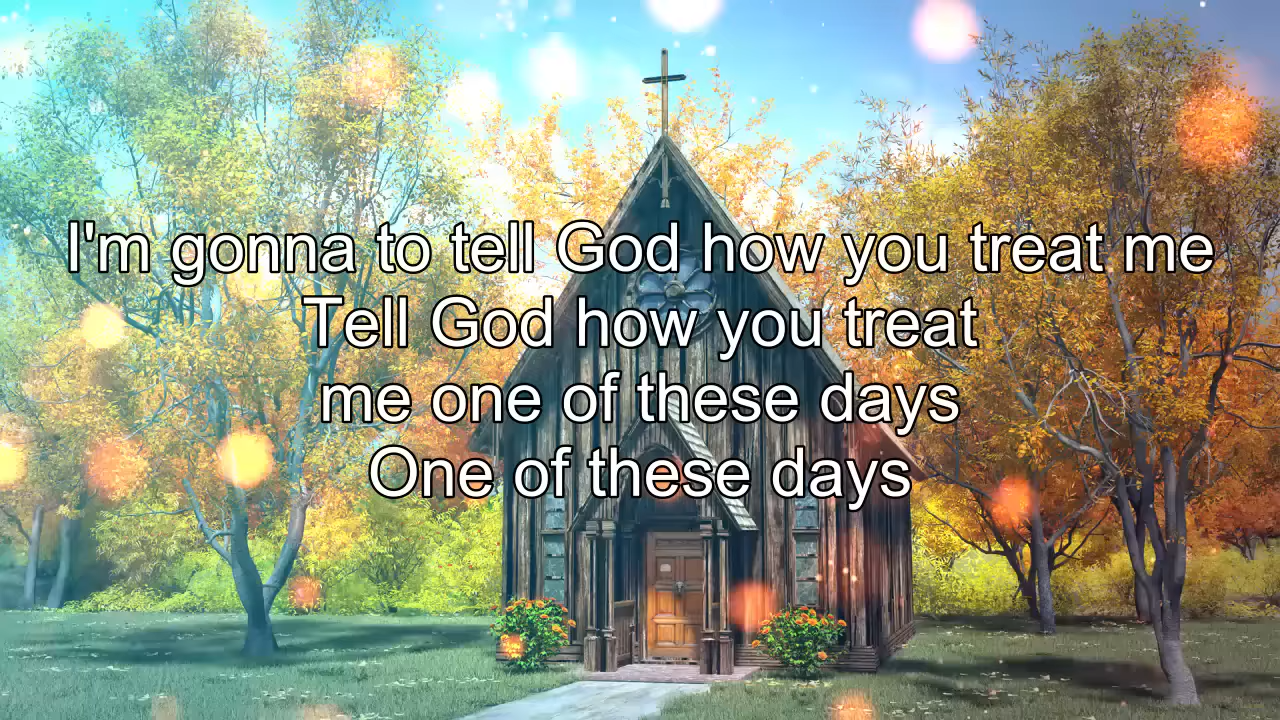 I'm gonna to tell God how you treat me
Tell God how you treat
me one of these days
One of these days